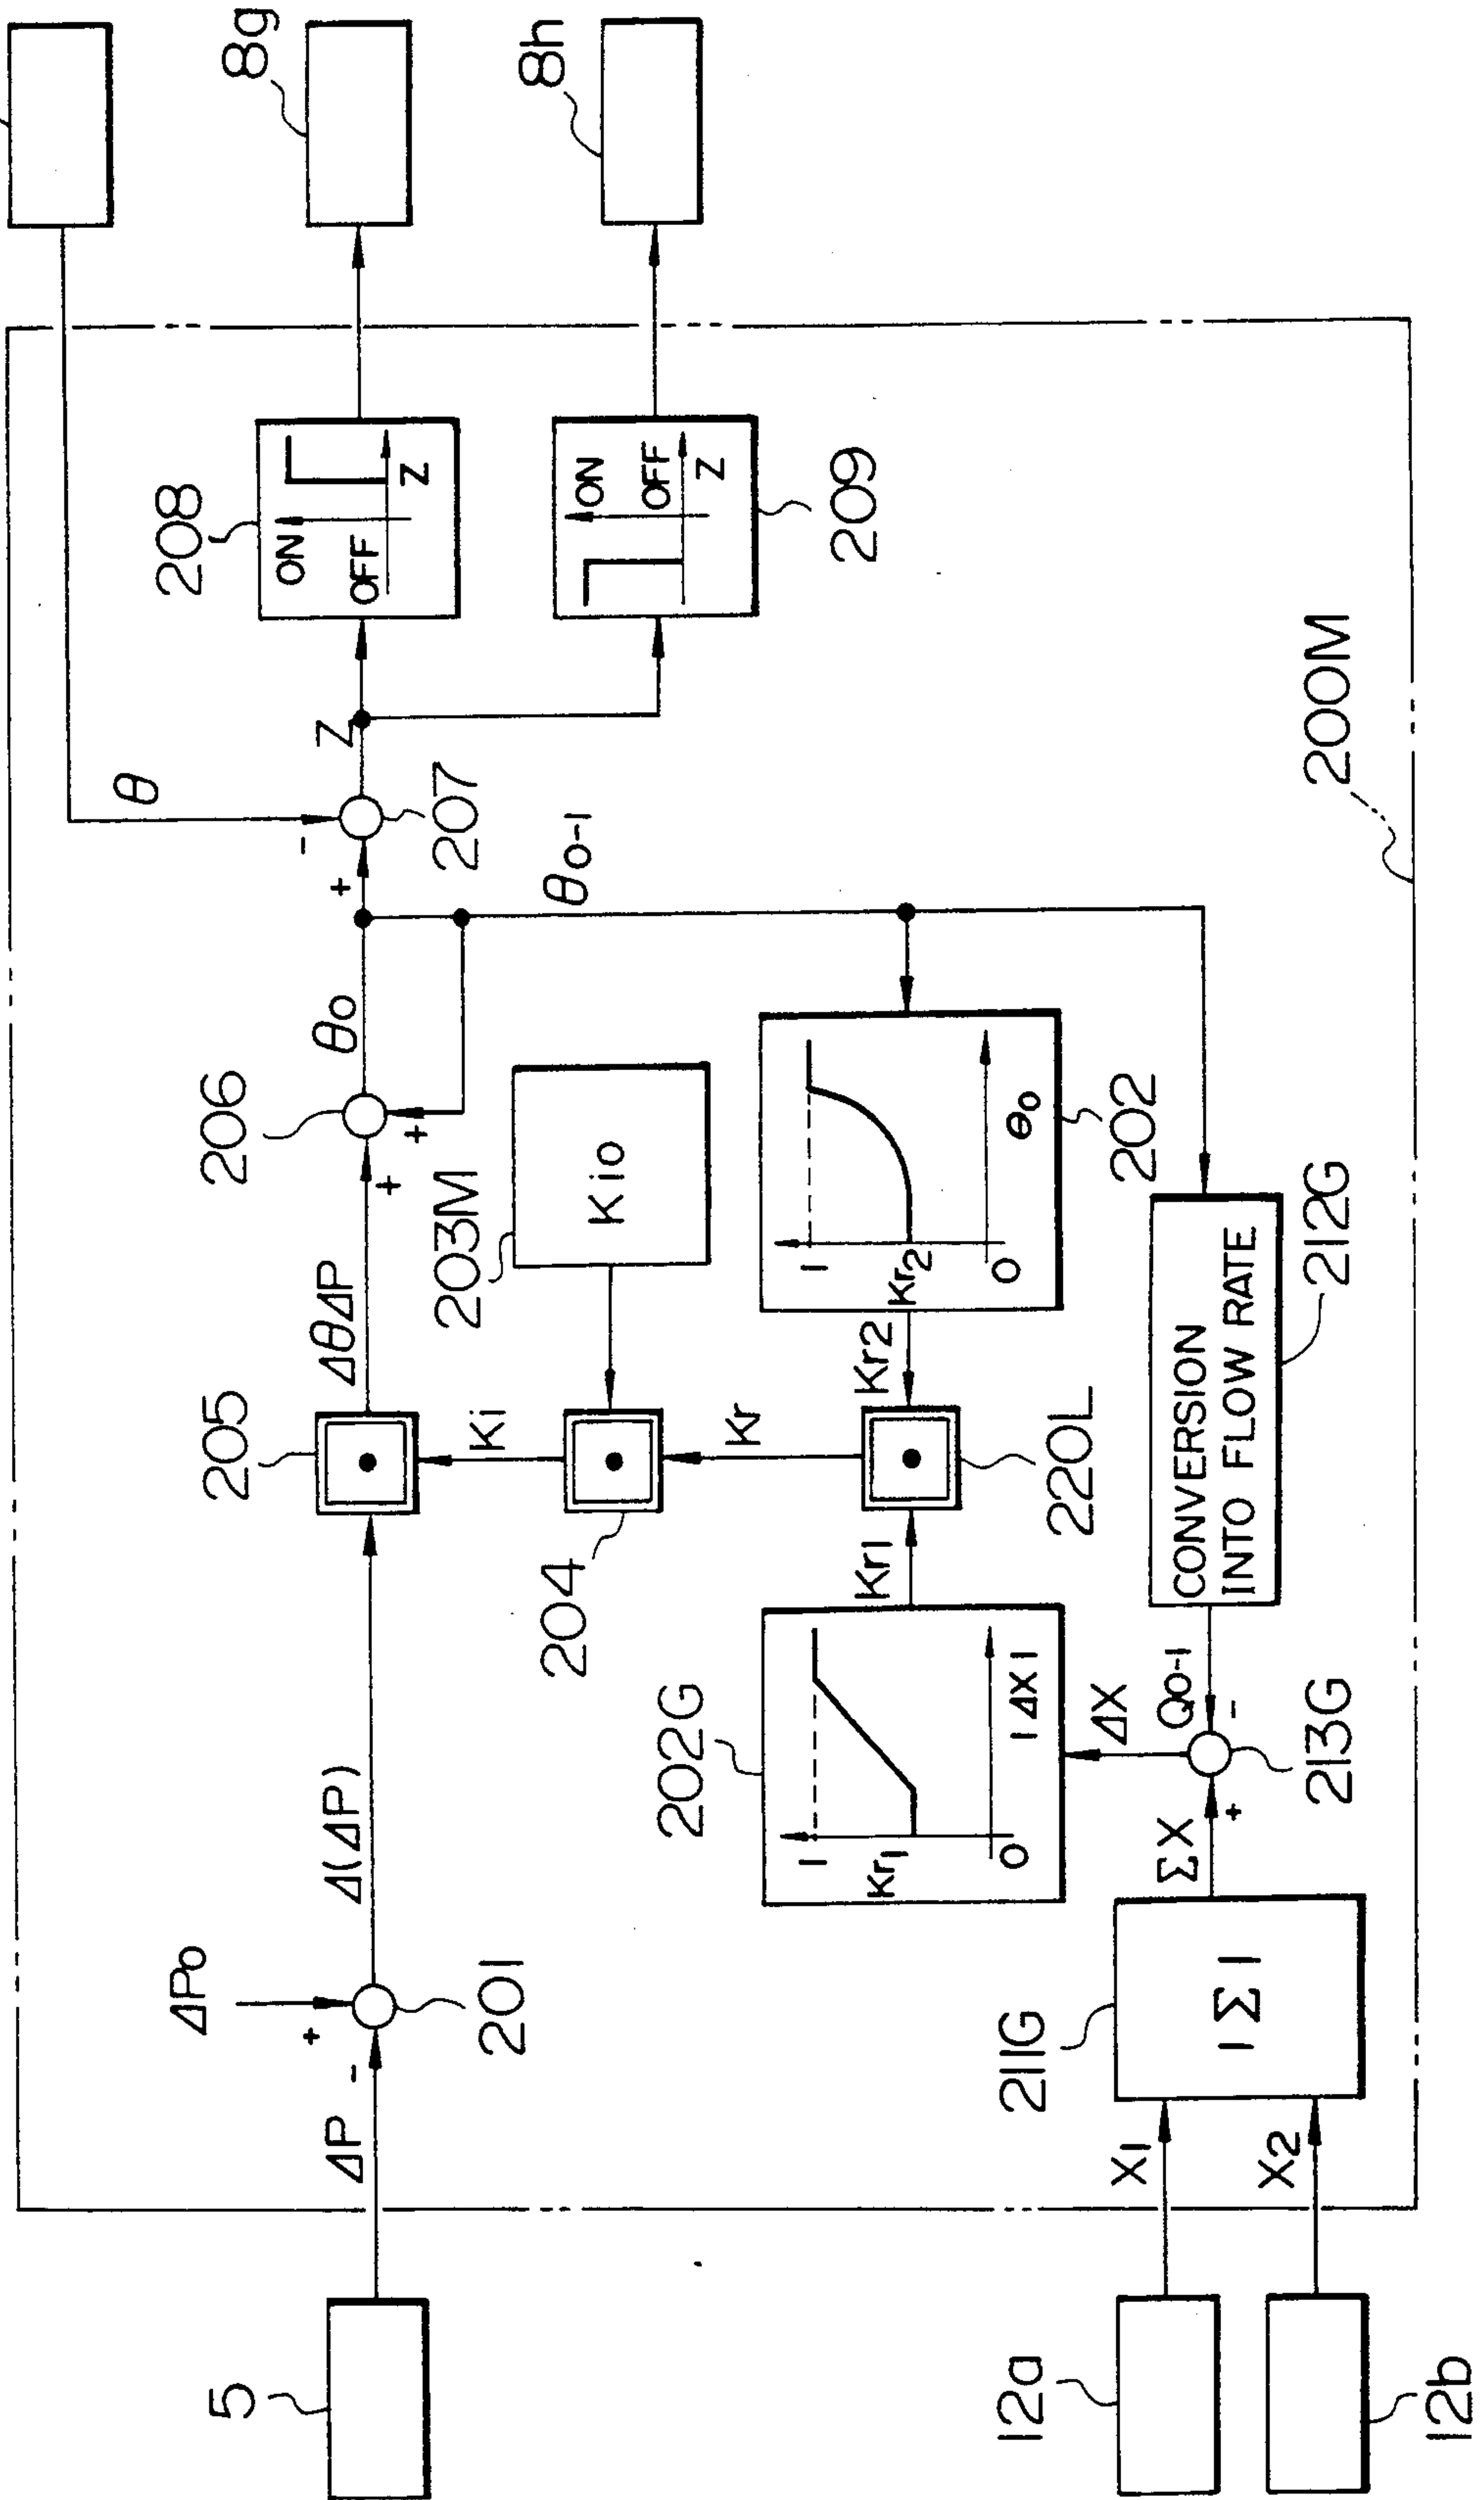 5
ΔP
-
ΔPo
+
201
Δ(ΔP)
205
ΔθΔP
+
206
+
θo
+
-
θ
207
Z
208
ON
OFF
Z
8g
ON
OFF
Z
209
8h
θo-1
203M
Kio
Ki
204
Kr
202G
1
Kr1
0
|ΔX|
Kr1
220L
Kr2
1
Kr2
0
θo
202
12a
X1
12b
X2
211G
|Σ|
ΣX
+
ΔX
213G
-
Qo-1
CONVERSION
INTO FLOW RATE
212G
200M